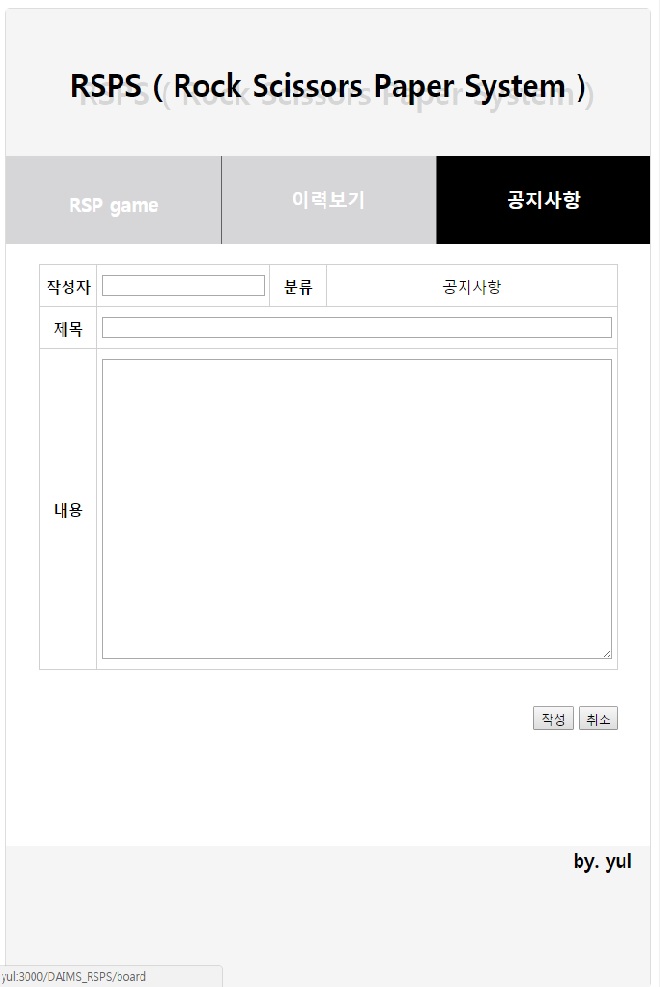 RSPS ( Rock Scissors Paper System )
RSP game
이력보기
공지사항
작성자
분류
공지사항
제목
내용
작성 취소
by. yul
yul:3000/DAIMS_RSPS/board